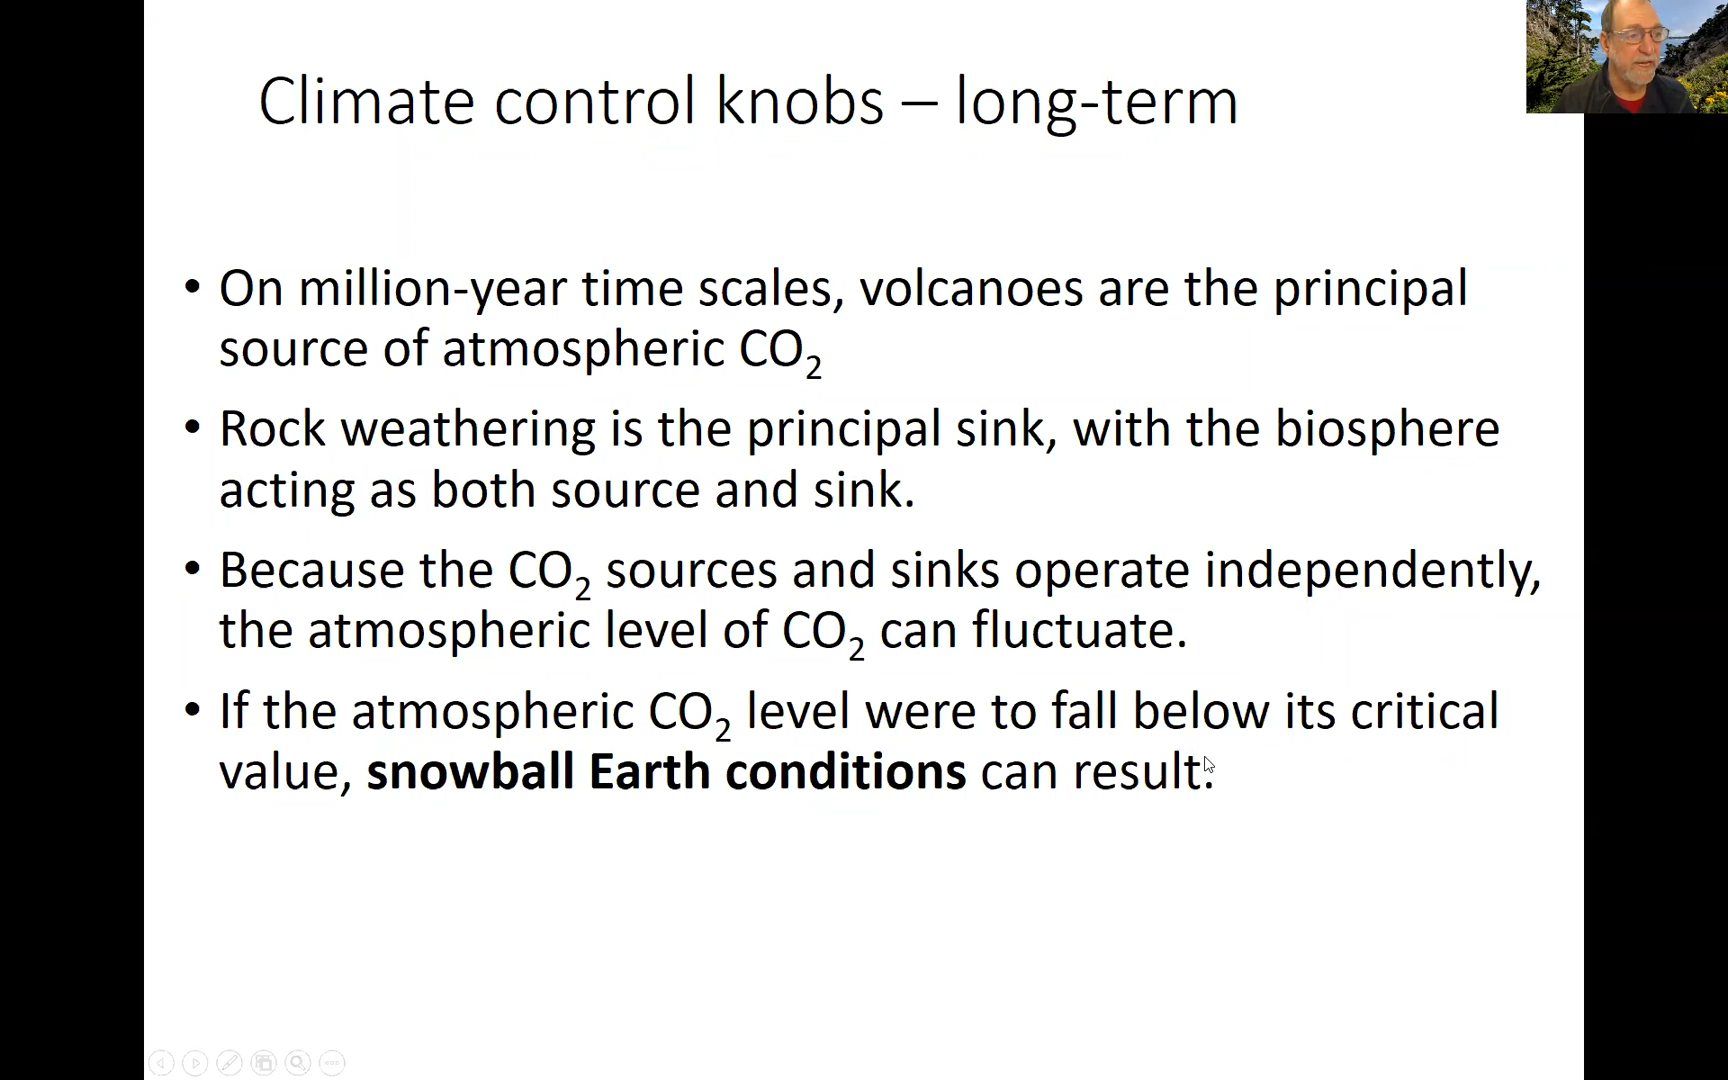 Climate control knobs – long-term
• On million-year time scales, volcanoes are the principal
source of atmospheric CO₂
• Rock weathering is the principal sink, with the biosphere
acting as both source and sink.
• Because the CO₂ sources and sinks operate independently,
the atmospheric level of CO₂ can fluctuate.
• If the atmospheric CO₂ level were to fall below its critical
value, snowball Earth conditions can result.